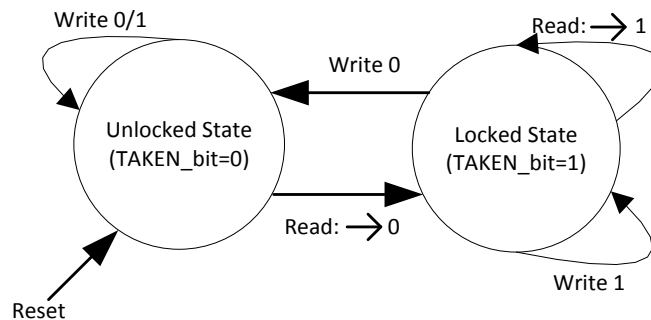 Write 0/1
Read: → 1
Write 0
Unlocked State
(TAKEN_bit=0)
Locked State
(TAKEN_bit=1)
Read: → 0
Write 1
Reset